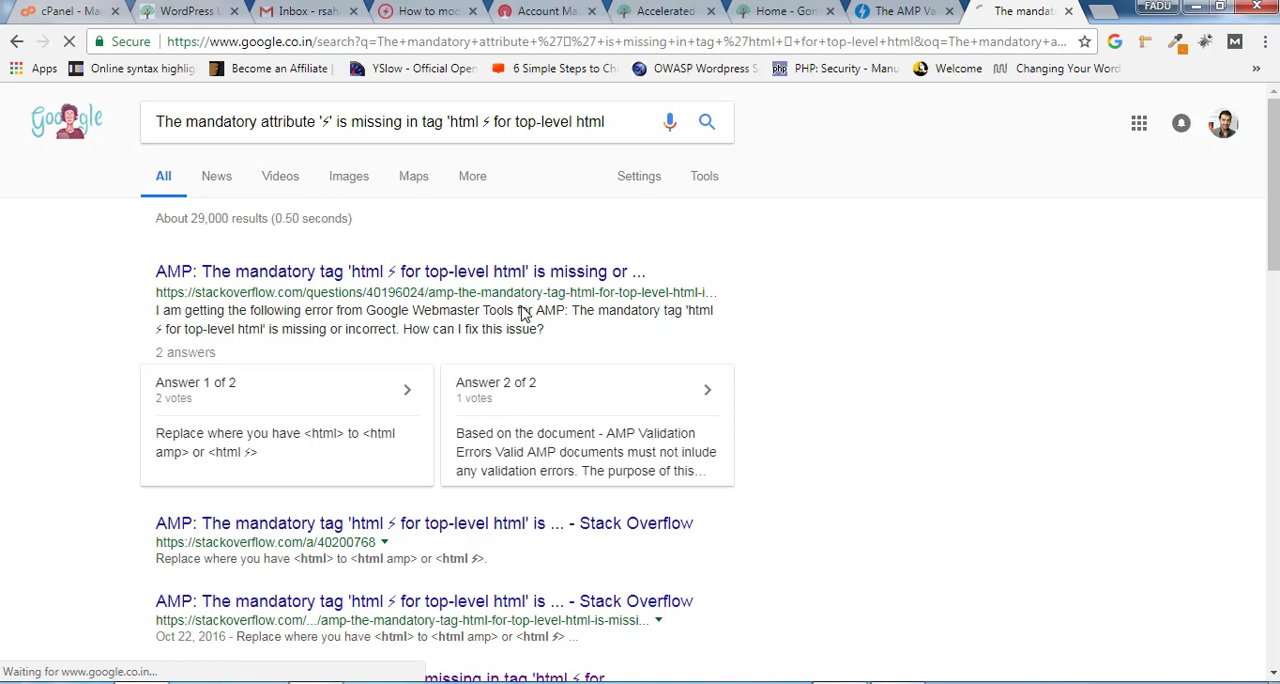 cPanel - Ma
WordPress U
Inbox - rsah
How to mod
Account Ma
Accelerated
Home - Gon
The AMP Va
The mandat
FADU
Secure
https://www.google.co.in/search?q=The+mandatory+attribute+%27▯%27+is+missing+in+tag+%27html+▯+for+top-level+html&oq=The+mandatory+a...
Apps
Online syntax highlig
Become an Affiliate |
YSlow - Official Open
6 Simple Steps to Ch
OWASP Wordpress S
PHP: Security - Manu
Welcome
Changing Your Word
»
Google
The mandatory attribute '⚡' is missing in tag 'html ⚡ for top-level html
All
News
Videos
Images
Maps
More
Settings
Tools
About 29,000 results (0.50 seconds)
AMP: The mandatory tag 'html ⚡ for top-level html' is missing or ...
https://stackoverflow.com/questions/40196024/amp-the-mandatory-tag-html-for-top-level-html-i...
I am getting the following error from Google Webmaster Tools for AMP: The mandatory tag 'html
⚡ for top-level html' is missing or incorrect. How can I fix this issue?
2 answers
Answer 1 of 2
2 votes
Replace where you have <html> to <html
amp> or <html ⚡>
Answer 2 of 2
1 votes
Based on the document - AMP Validation
Errors Valid AMP documents must not inlude
any validation errors. The purpose of this...
AMP: The mandatory tag 'html ⚡ for top-level html' is ... - Stack Overflow
https://stackoverflow.com/a/40200768
Replace where you have <html> to <html amp> or <html ⚡>.
AMP: The mandatory tag 'html ⚡ for top-level html' is ... - Stack Overflow
https://stackoverflow.com/.../amp-the-mandatory-tag-html-for-top-level-html-is-missi...
Oct 22, 2016 - Replace where you have <html> to <html amp> or <html ⚡> ...
missing in tag 'html ⚡ for
Waiting for www.google.co.in...